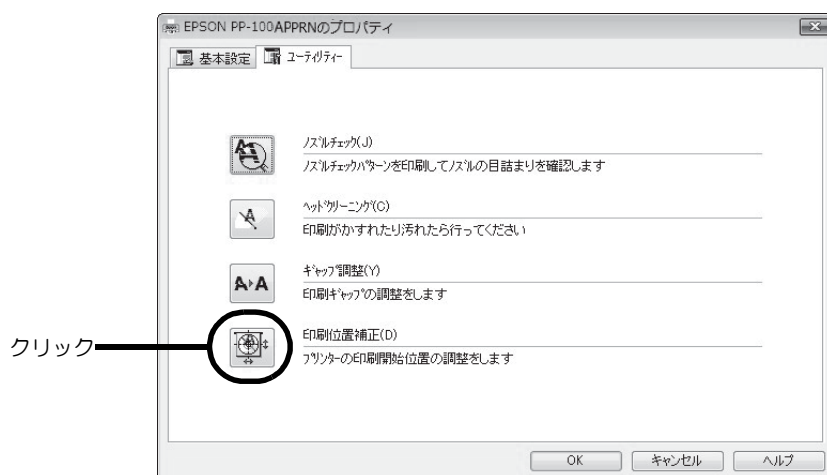 EPSON PP-100APPRNのプロパティ
基本設定 ユーティリティー
ノズルチェック(J)
ノズルチェックパターンを印刷してノズルの目詰まりを確認します
ヘッドクリーニング(C)
印刷がかすれたり汚れたら行ってください
ギャップ調整(Y)
印刷ギャップの調整をします
印刷位置補正(D)
クリック
プリンターの印刷開始位置の調整をします
OK キャンセル ヘルプ